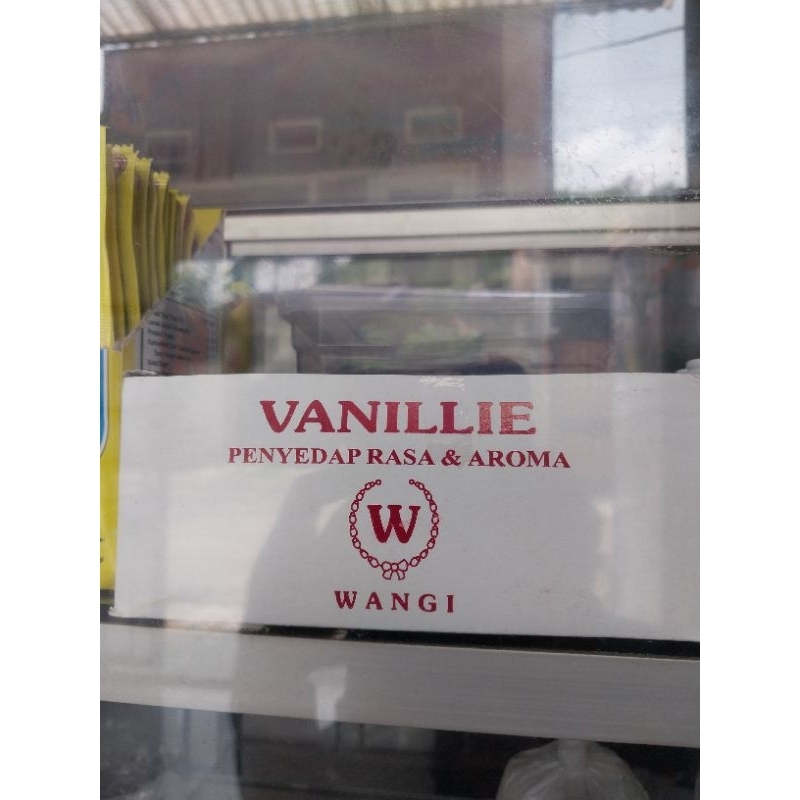 VANILLIE
PENYEDAP RASA & AROMA
W
WANGI